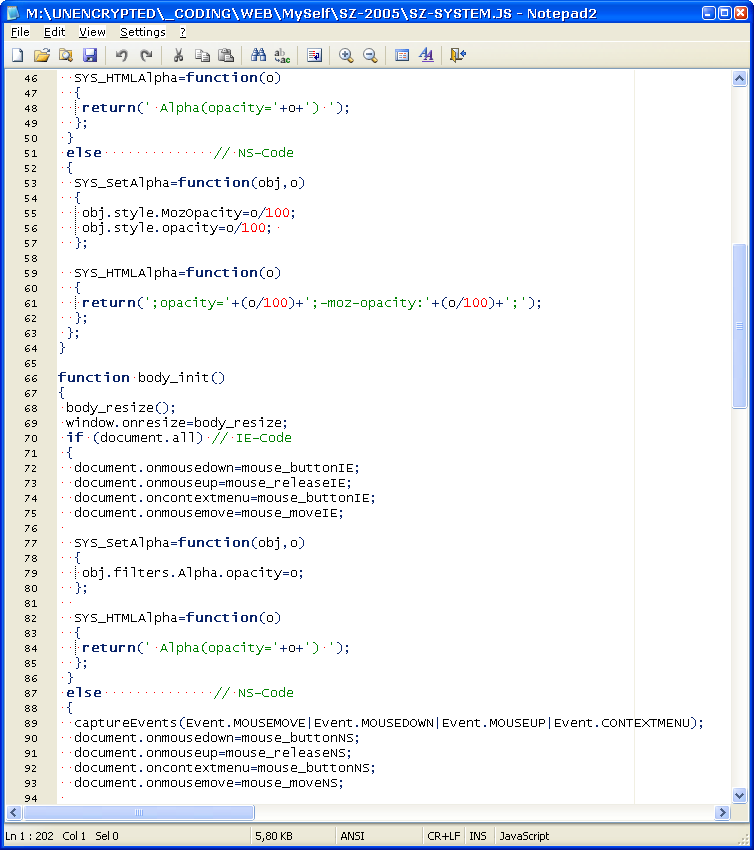 M:\UNENCRYPTED\_CODING\WEB\MySelf\SZ-2005\SZ-SYSTEM.JS - Notepad2
File Edit View Settings ?
46 SYS_HTMLAlpha=function(o)
47 {
48 return(' Alpha(opacity='+o+') ');
49 };
50 }
51 else // NS-Code
52 {
53 SYS_SetAlpha=function(obj,o)
54 {
55 obj.style.MozOpacity=o/100;
56 obj.style.opacity=o/100;
57 };
58
59 SYS_HTMLAlpha=function(o)
60 {
61 return(';opacity='+(o/100)+';-moz-opacity:'+(o/100)+';');
62 };
63 };
64 }
65
66 function body_init()
67 {
68 body_resize();
69 window.onresize=body_resize;
70 if (document.all) // IE-Code
71 {
72 document.onmousedown=mouse_buttonIE;
73 document.onmouseup=mouse_releaseIE;
74 document.oncontextmenu=mouse_buttonIE;
75 document.onmousemove=mouse_moveIE;
76
77 SYS_SetAlpha=function(obj,o)
78 {
79 obj.filters.Alpha.opacity=o;
80 };
81
82 SYS_HTMLAlpha=function(o)
83 {
84 return(' Alpha(opacity='+o+') ');
85 };
86 }
87 else // NS-Code
88 {
89 captureEvents(Event.MOUSEMOVE|Event.MOUSEDOWN|Event.MOUSEUP|Event.CONTEXTMENU);
90 document.onmousedown=mouse_buttonNS;
91 document.onmouseup=mouse_releaseNS;
92 document.oncontextmenu=mouse_buttonNS;
93 document.onmousemove=mouse_moveNS;
94
Ln 1 : 202 Col 1 Sel 0 5,80 KB ANSI CR+LF INS JavaScript